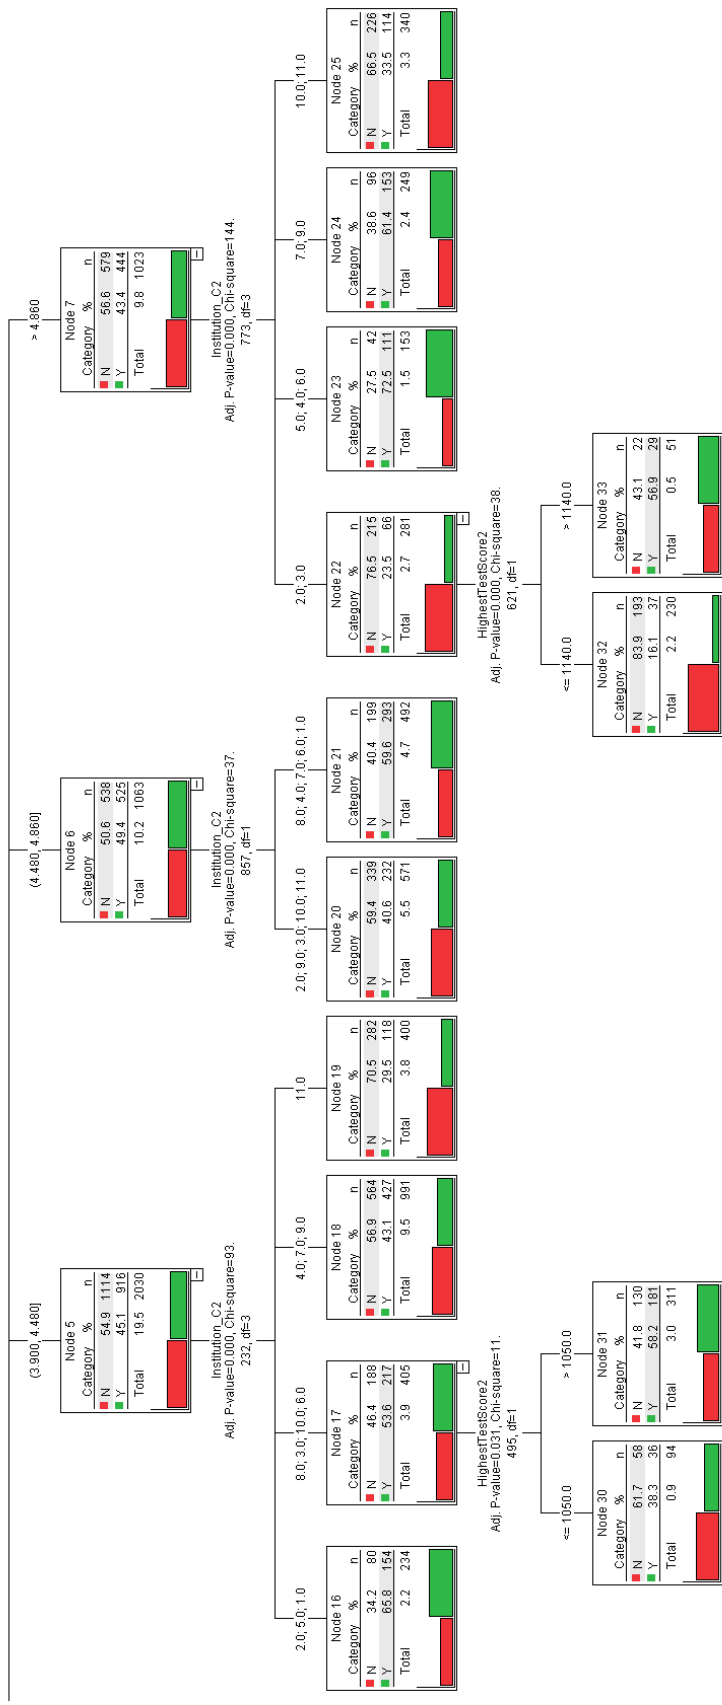 (3.900, 4.480]
Node 5
Category % n
N 54.9 1114
Y 45.1 916
Total 19.5 2030
Institution_C2
Adj. P-value=0.000, Chi-square=93.
232, df=3
2.0; 5.0; 1.0
Node 16
Category % n
N 34.2 80
Y 65.8 154
Total 2.2 234
8.0; 3.0; 10.0; 6.0
Node 17
Category % n
N 46.4 188
Y 53.6 217
Total 3.9 405
HighestTestScore2
Adj. P-value=0.031, Chi-square=11.
495, df=1
<= 1050.0
Node 30
Category % n
N 61.7 58
Y 38.3 36
Total 0.9 94
> 1050.0
Node 31
Category % n
N 41.8 130
Y 58.2 181
Total 3.0 311
4.0; 7.0; 9.0
Node 18
Category % n
N 56.9 564
Y 43.1 427
Total 9.5 991
11.0
Node 19
Category % n
N 70.5 282
Y 29.5 118
Total 3.8 400
(4.480, 4.860]
Node 6
Category % n
N 50.6 538
Y 49.4 525
Total 10.2 1063
Institution_C2
Adj. P-value=0.000, Chi-square=37.
857, df=1
2.0; 9.0; 3.0; 10.0; 11.0
Node 20
Category % n
N 59.4 339
Y 40.6 232
Total 5.5 571
8.0; 4.0; 7.0; 6.0; 1.0
Node 21
Category % n
N 40.4 199
Y 59.6 293
Total 4.7 492
> 4.860
Node 7
Category % n
N 56.6 579
Y 43.4 444
Total 9.8 1023
Institution_C2
Adj. P-value=0.000, Chi-square=144.
773, df=3
2.0; 3.0
Node 22
Category % n
N 76.5 215
Y 23.5 66
Total 2.7 281
HighestTestScore2
Adj. P-value=0.000, Chi-square=38.
621, df=1
<= 1140.0
Node 32
Category % n
N 83.9 193
Y 16.1 37
Total 2.2 230
> 1140.0
Node 33
Category % n
N 43.1 22
Y 56.9 29
Total 0.5 51
5.0; 4.0; 6.0
Node 23
Category % n
N 27.5 42
Y 72.5 111
Total 1.5 153
7.0; 9.0
Node 24
Category % n
N 38.6 96
Y 61.4 153
Total 2.4 249
10.0; 11.0
Node 25
Category % n
N 66.5 226
Y 33.5 114
Total 3.3 340